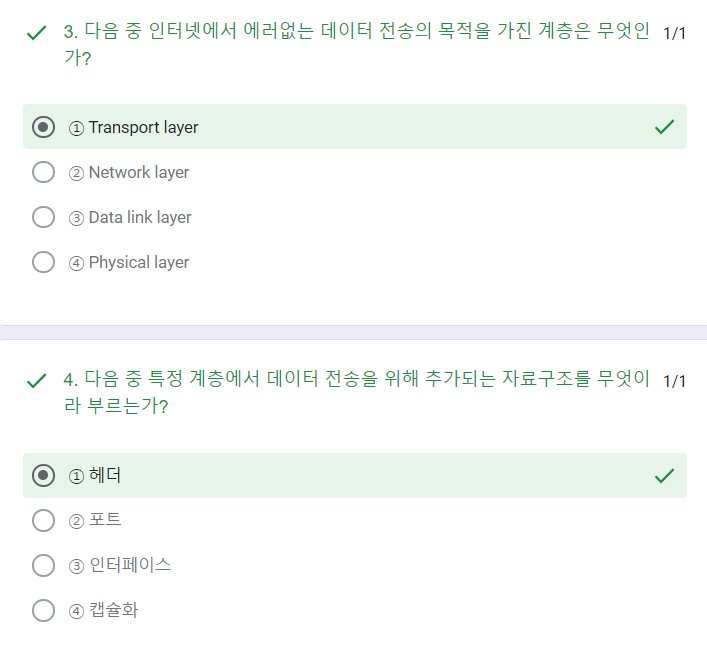 3. 다음 중 인터넷에서 에러없는 데이터 전송의 목적을 가진 계층은 무엇인 1/1
가?
① Transport layer
② Network layer
③ Data link layer
④ Physical layer
4. 다음 중 특정 계층에서 데이터 전송을 위해 추가되는 자료구조를 무엇이 1/1
라 부르는가?
① 헤더
② 포트
③ 인터페이스
④ 캡슐화